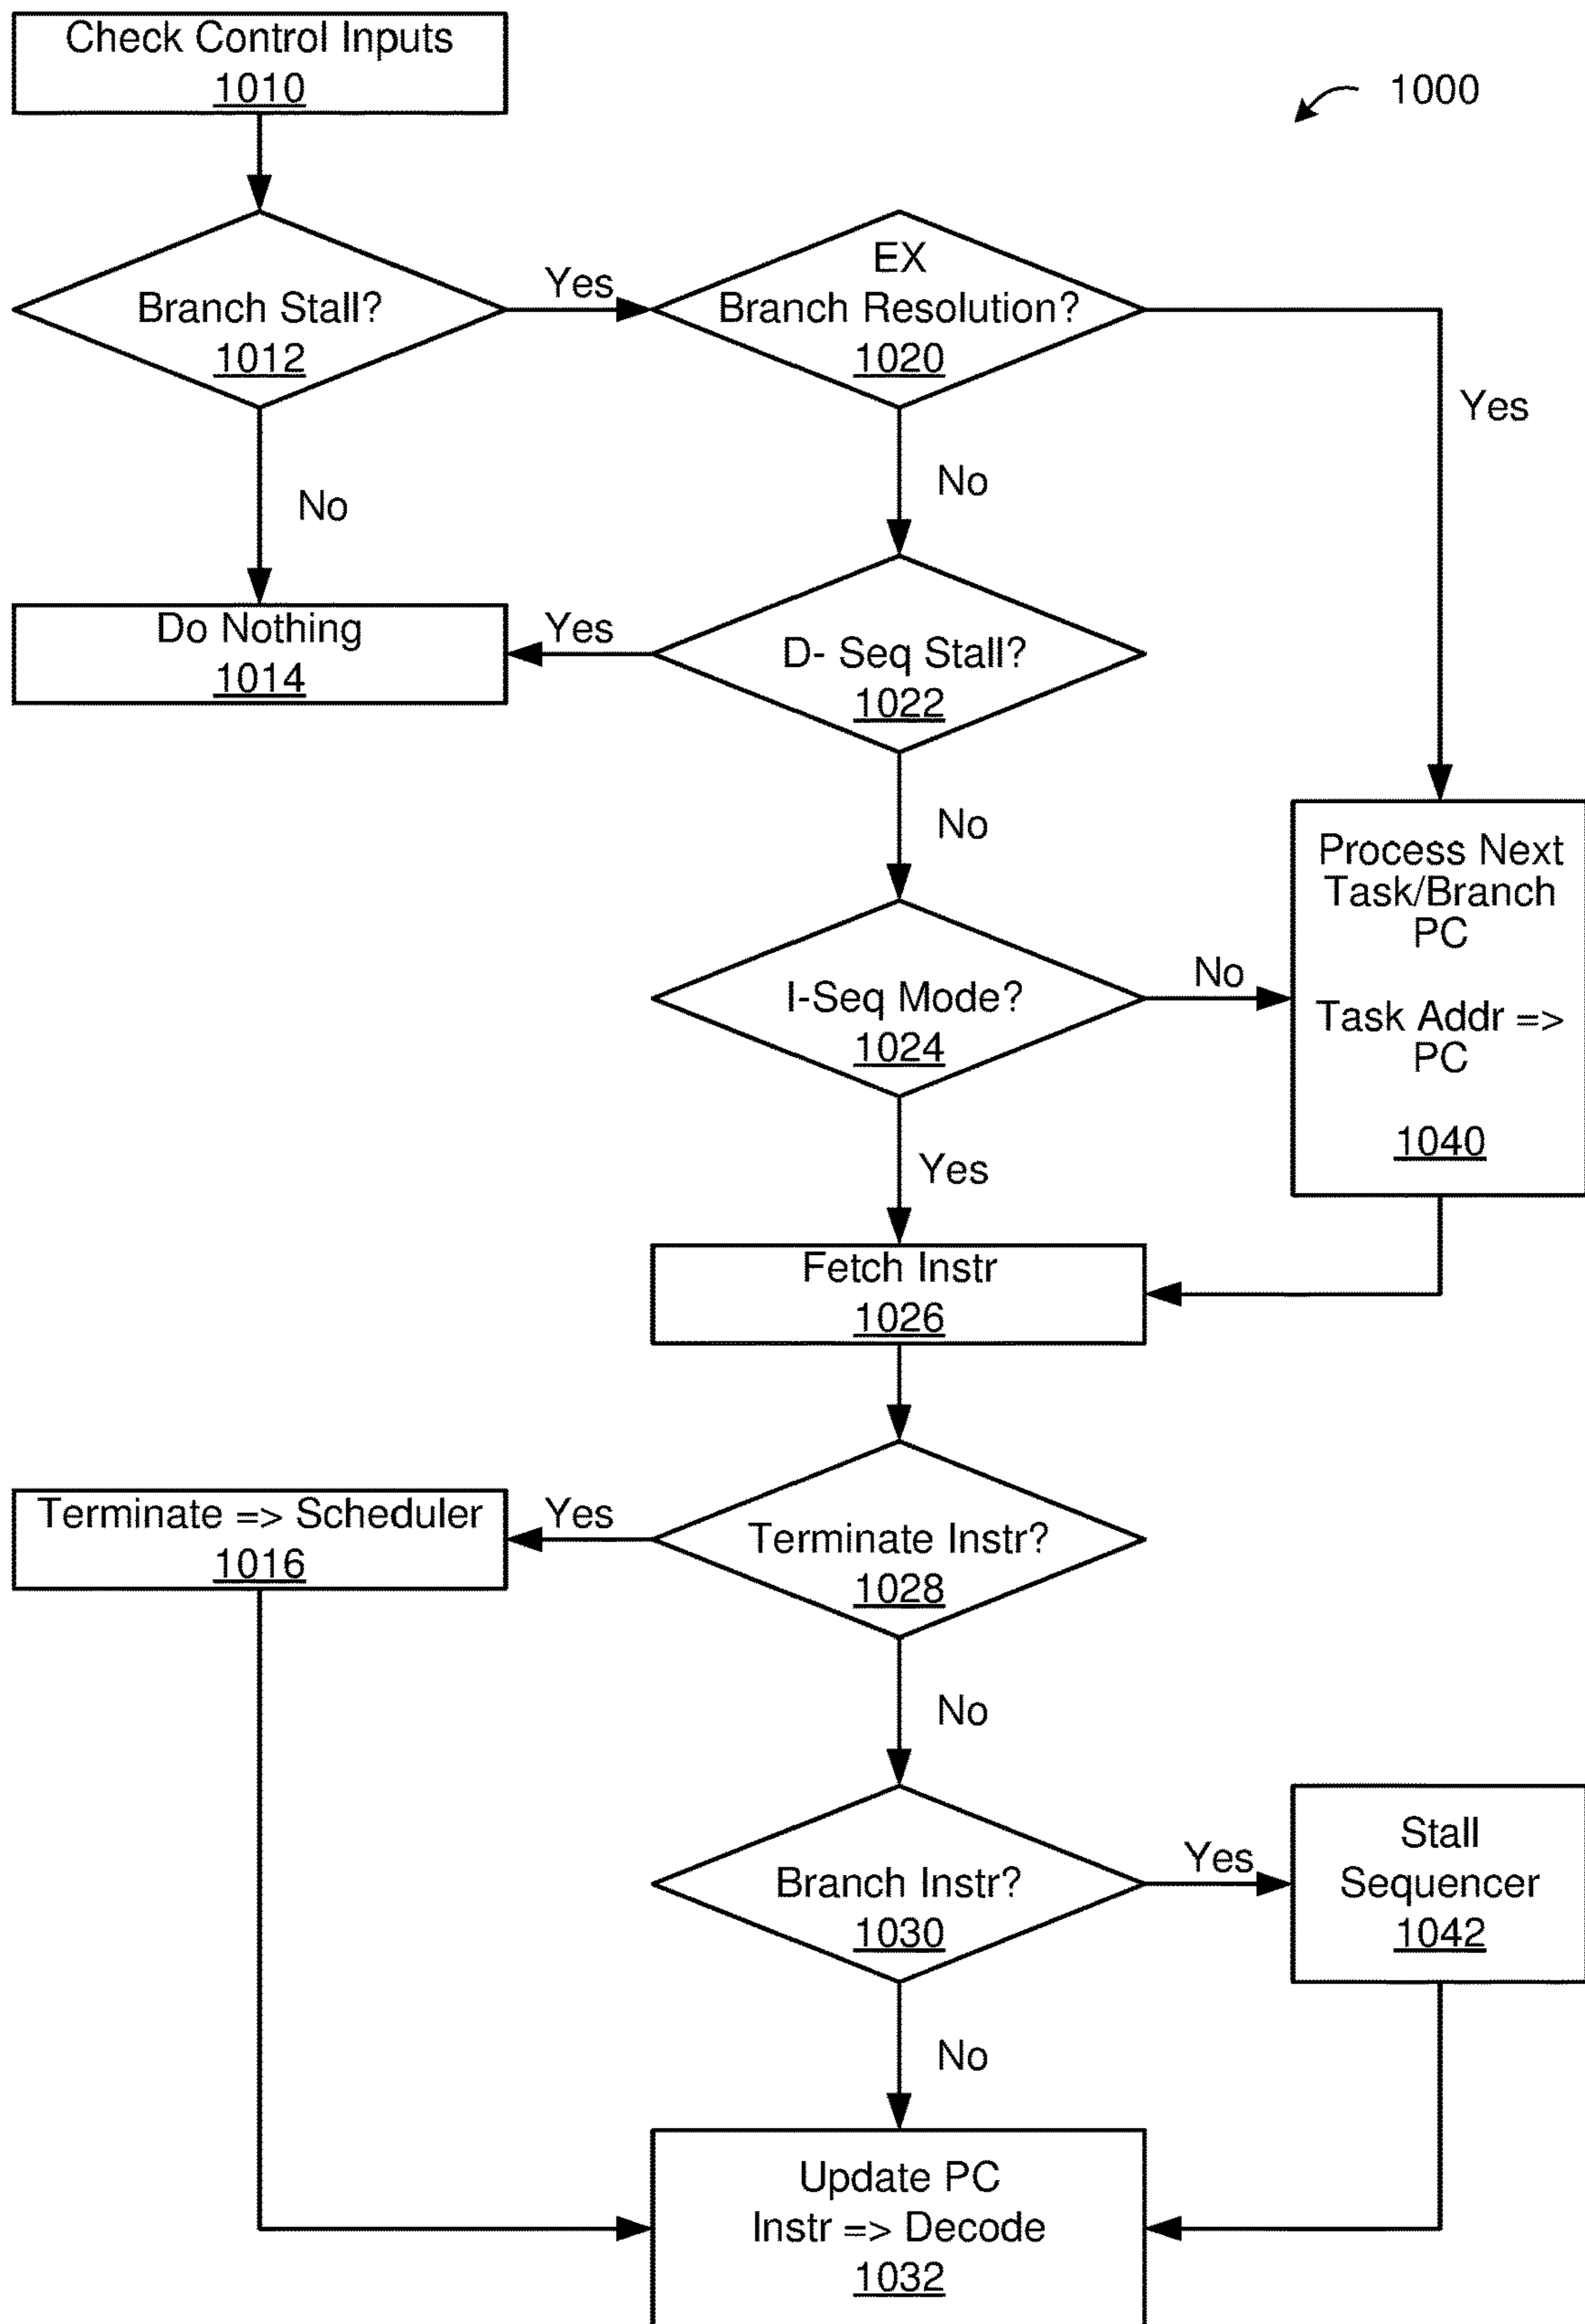 Check Control Inputs
1010
1000
Branch Stall?
1012
Yes
EX
Branch Resolution?
1020
Yes
No
No
Do Nothing
1014
Yes
D- Seq Stall?
1022
No
Process Next
Task/Branch
PC
Task Addr =>
PC
1040
I-Seq Mode?
1024
No
Yes
Fetch Instr
1026
Terminate => Scheduler
1016
Yes
Terminate Instr?
1028
No
Branch Instr?
1030
Yes
Stall
Sequencer
1042
No
Update PC
Instr => Decode
1032